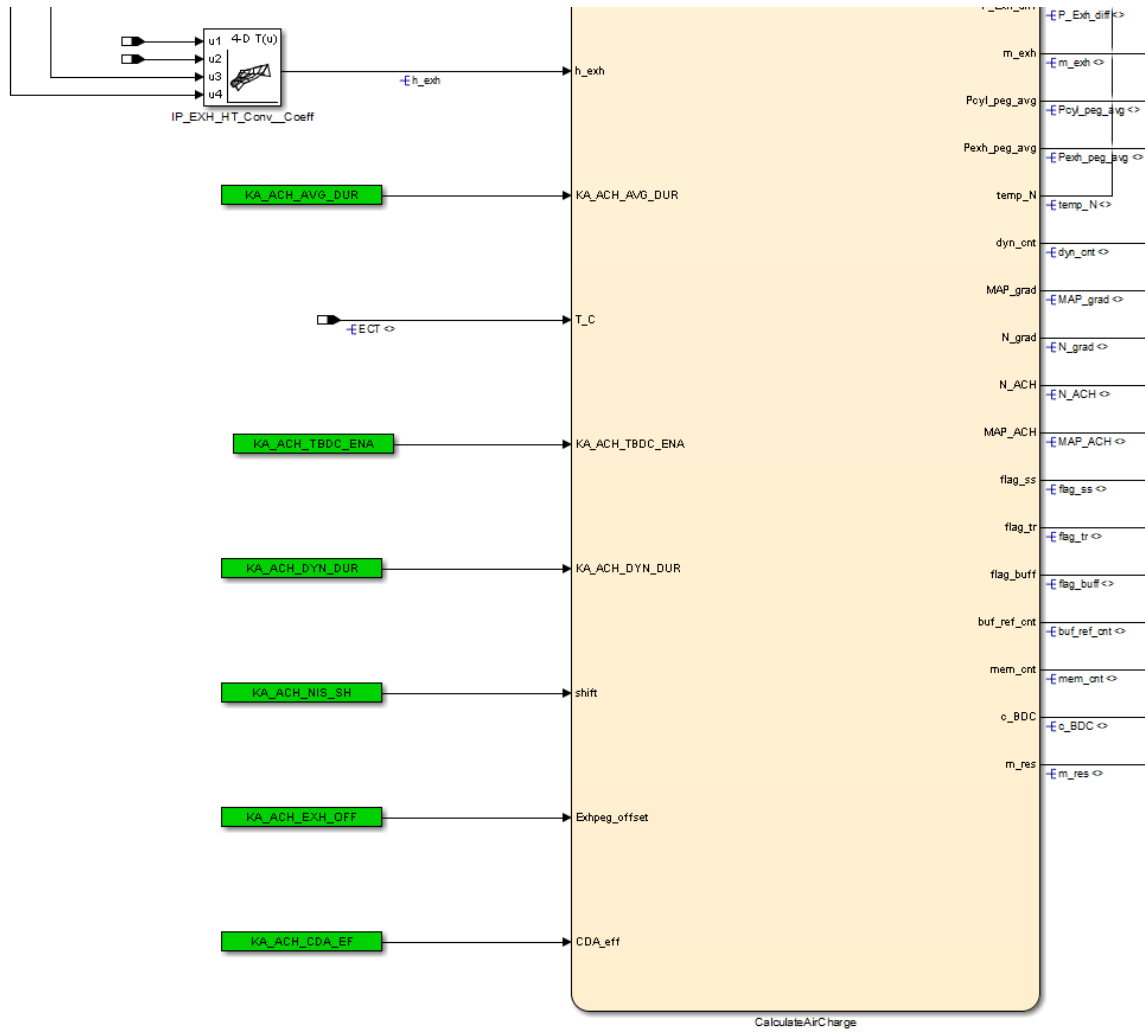 P_Exh_diff
P_Exh_diff<>
u1
4-D T(u)
u2
u3
u4
IP_EXH_HT_Conv__Coeff
h_exh
h_exh
m_exh
m_exh <>
Pcyl_peg_avg
Pcyl_peg_avg <>
Pexh_peg_avg
Pexh_peg_avg <>
KA_ACH_AVG_DUR
KA_ACH_AVG_DUR
temp_N
temp_N<>
dyn_cnt
dyn_cnt <>
MAP_grad
MAP_grad <>
ECT <>
T_C
N_grad
N_grad <>
N_ACH
N_ACH <>
KA_ACH_TBDC_ENA
KA_ACH_TBDC_ENA
MAP_ACH
MAP_ACH <>
flag_ss
flag_ss <>
flag_tr
flag_tr <>
KA_ACH_DYN_DUR
KA_ACH_DYN_DUR
flag_buff
flag_buff<>
buf_ref_cnt
buf_ref_cnt <>
KA_ACH_NIS_SH
shift
mem_cnt
mem_cnt <>
c_BDC
c_BDC <>
m_res
m_res <>
KA_ACH_EXH_OFF
Exhpeg_offset
KA_ACH_CDA_EF
CDA_eff
CalculateAirCharge